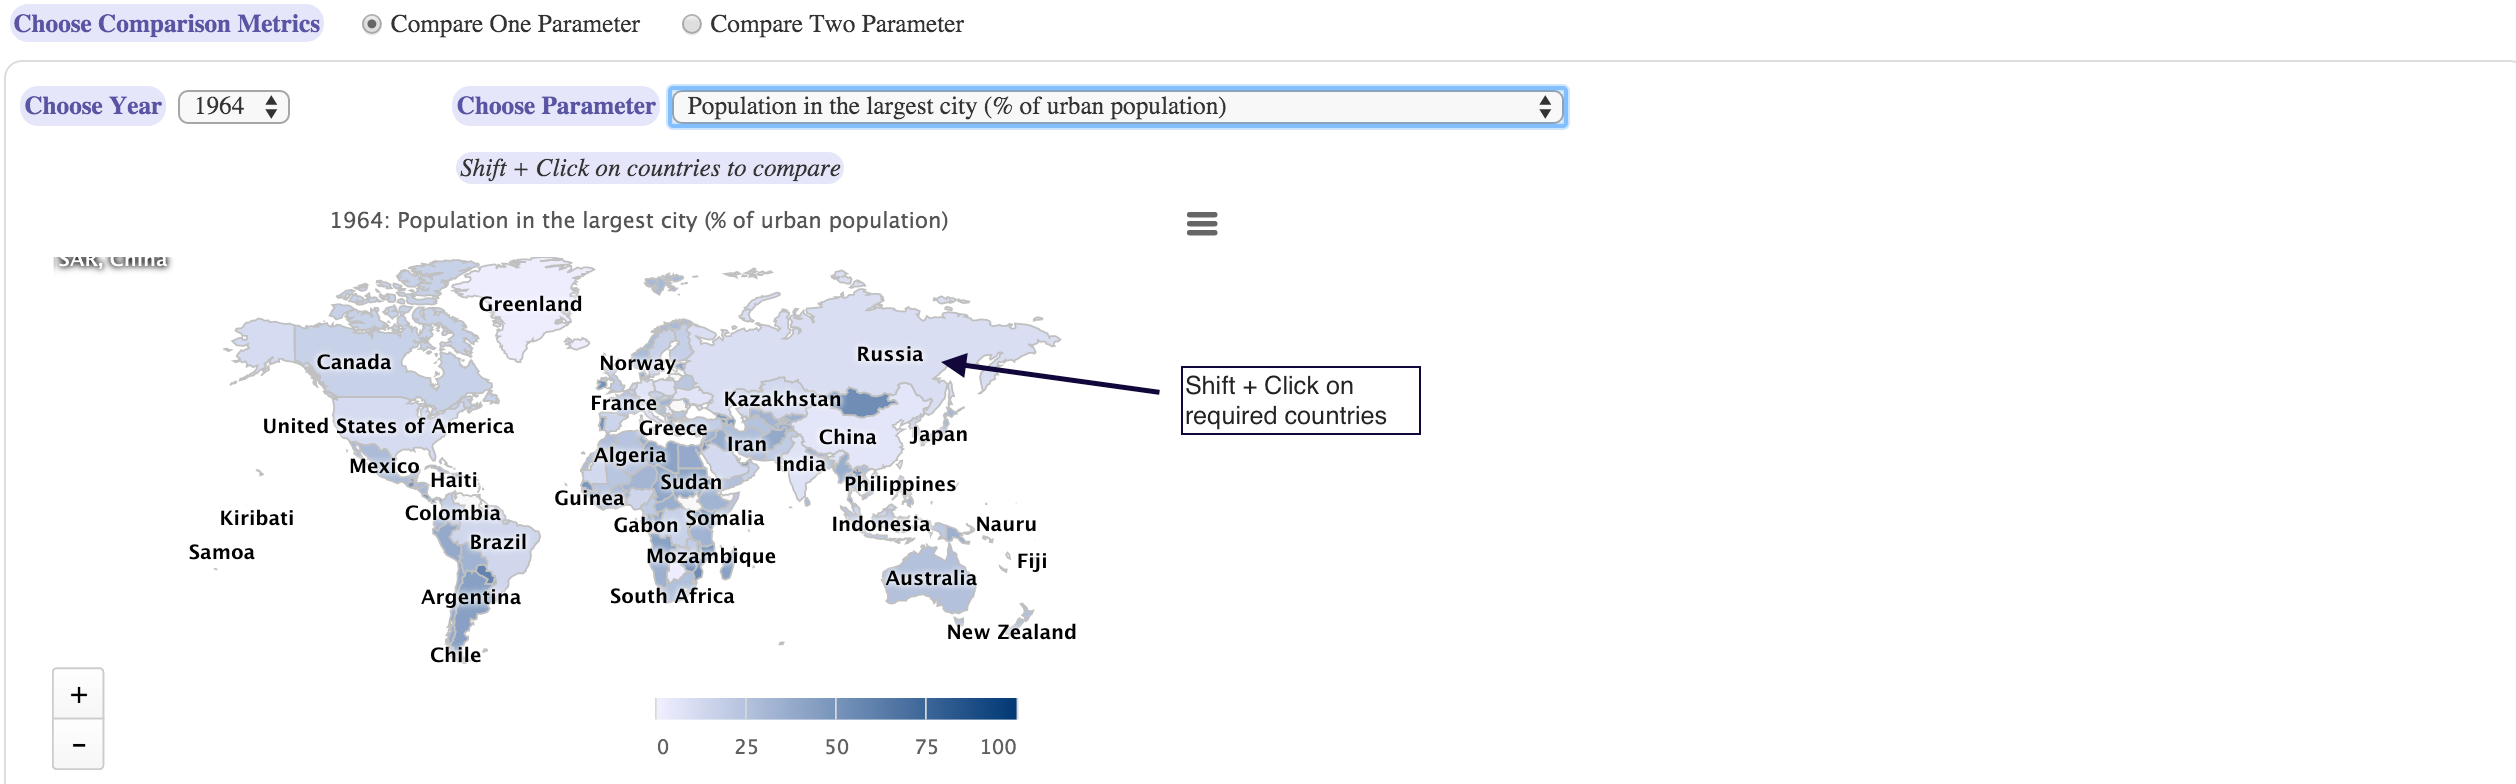 Choose Comparison Metrics Compare One Parameter Compare Two Parameter
Choose Year 1964 Choose Parameter Population in the largest city (% of urban population)
Shift + Click on countries to compare
1964: Population in the largest city (% of urban population)
SAR, China
Greenland
Canada
Norway
Russia
Kazakhstan
France
United States of America
Greece
China
Japan
Iran
Algeria
India
Mexico
Haiti
Sudan
Philippines
Guinea
Kiribati
Colombia
Gabon
Somalia
Indonesia
Nauru
Samoa
Brazil
Mozambique
Fiji
Australia
Argentina
South Africa
New Zealand
Chile
Shift + Click on
required countries
+
−
0 25 50 75 100